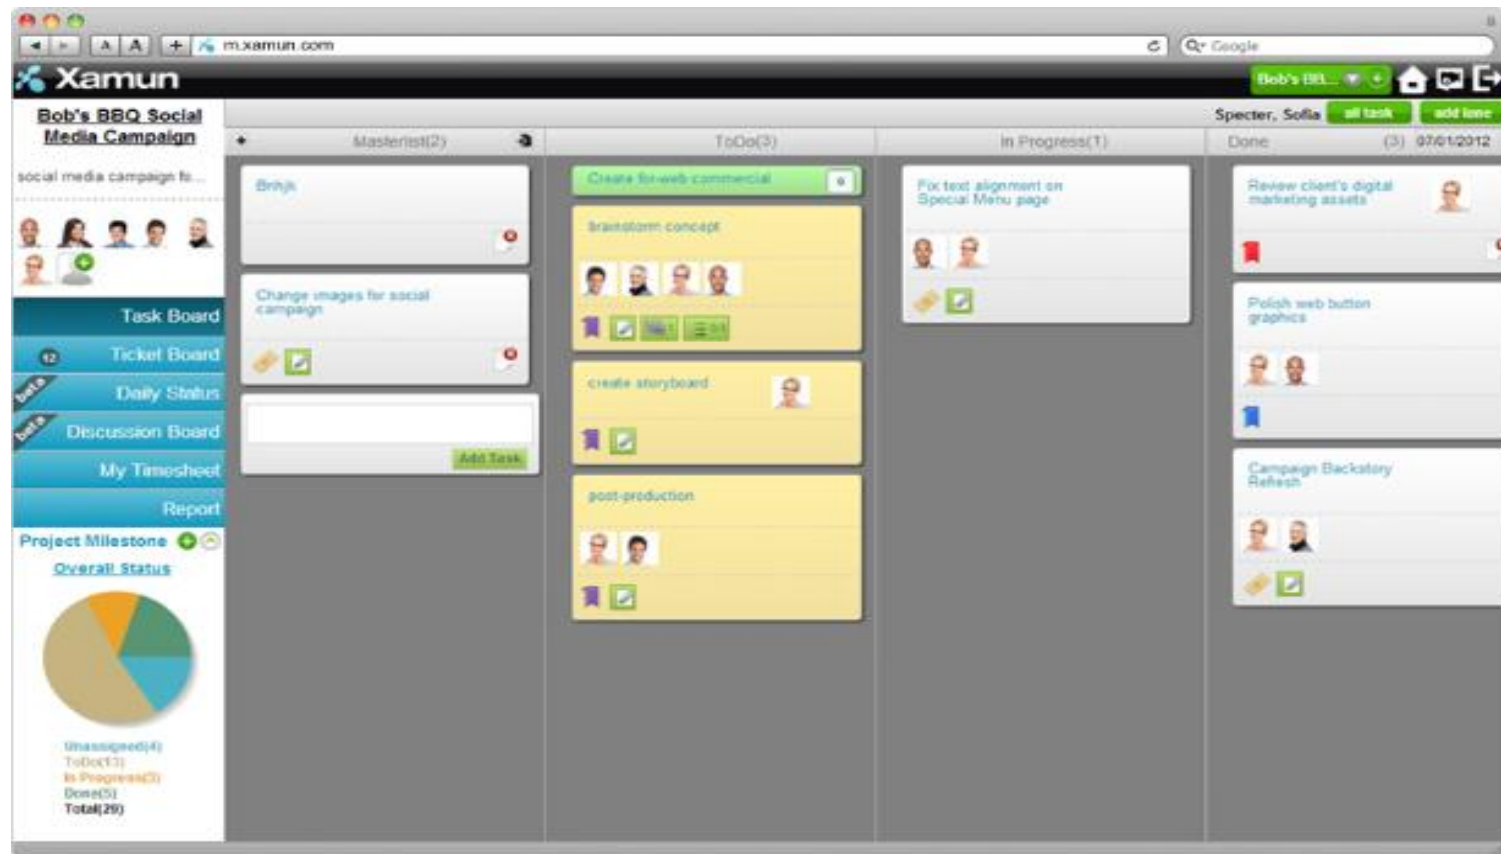 m.xamun.com
Google
Xamun
Bob's BB...
Bob's BBQ Social
Media Campaign
Specter, Sofia
all task
add lane
Masterlist(2)
ToDo(3)
In Progress(1)
Done (3) 07/01/2012
social media campaign fo...
Task Board
12 Ticket Board
beta Daily Status
beta Discussion Board
My Timesheet
Report
Project Milestone
Overall Status
Unassigned(4)
In Progress(3)
Done(5)
Total(29)
Change images for social
campaign
Add Task
Create for-web commercial
brainstorm concept
create storyboard
post-production
Fix text alignment on
Special Menu page
Review client's digital
marketing assets
Polish web button
graphics
Campaign Backstory
Refresh